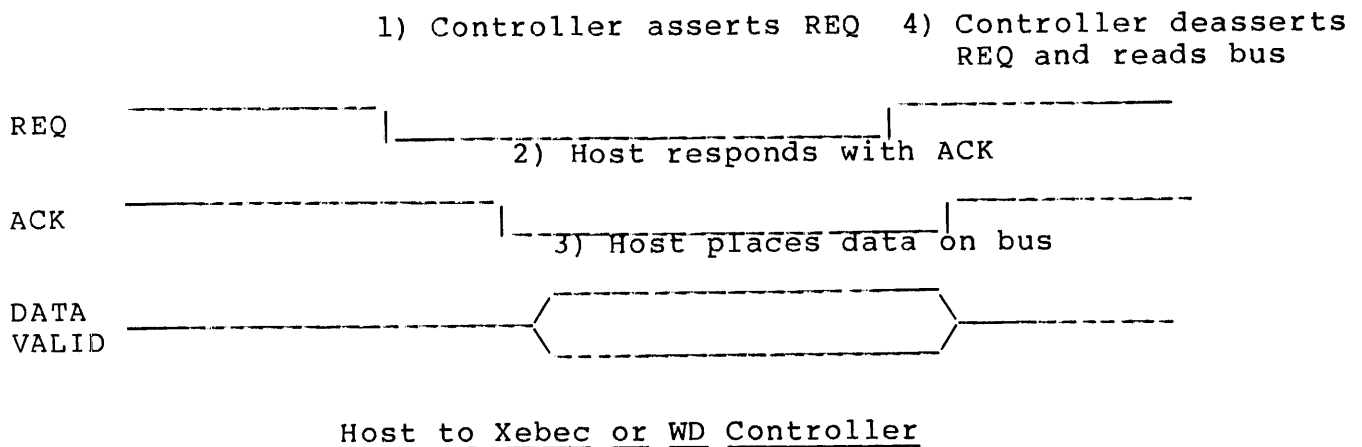 1) Controller asserts REQ 4) Controller deasserts
REQ and reads bus
REQ
2) Host responds with ACK
ACK
3) Host places data on bus
DATA
VALID
Host to Xebec or WD Controller